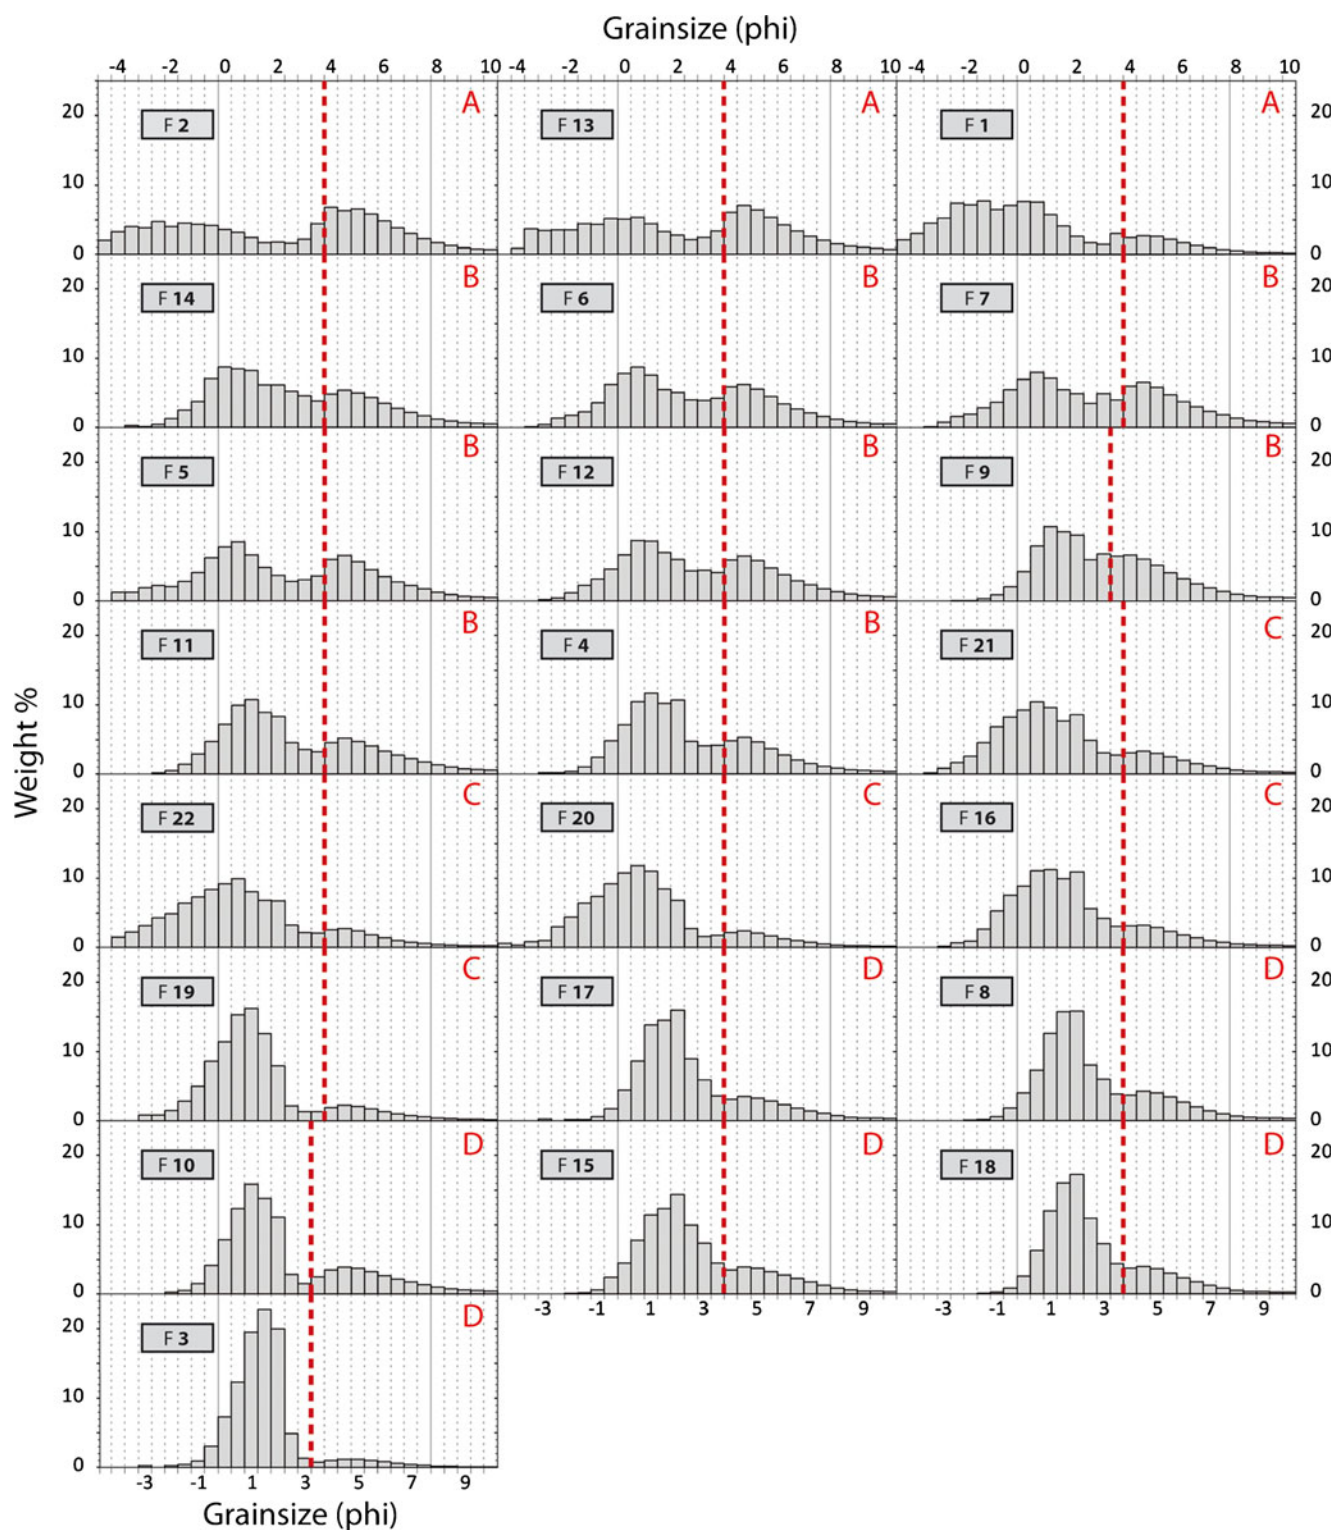 Grainsize (phi)
-4 -2 0 2 4 6 8 10 -2 0 2 4 6 8 10 -2 0 2 4 6 8 10
20 F 2 A F 13 A F 1 A 20
10 10
0 0
20 F 14 B F 6 B F 7 B 20
10 10
0 0
20 F 5 B F 12 B F 9 B 20
10 10
0 0
20 F 11 B F 4 B F 21 C 20
10 10
0 0
Weight %
20 F 22 C F 20 C F 16 C 20
10 10
0 0
20 F 19 C F 17 D F 8 D 20
10 10
0 0
20 F 10 D F 15 D F 18 D 20
10 10
0 0
-3 -1 1 3 5 7 9 -3 -1 1 3 5 7 9
20 F 3 D
10
0
-3 -1 1 3 5 7 9
Grainsize (phi)